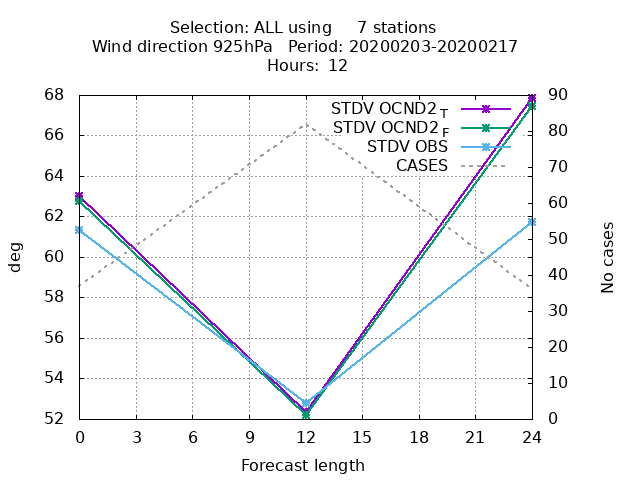 Selection: ALL using     7 stations
Wind direction 925hPa   Period: 20200203-20200217
Hours: 12
STDV OCND2 T
STDV OCND2 F
STDV OBS
CASES
68
66
64
62
60
58
56
54
52
90
80
70
60
50
40
30
20
10
0
deg
No cases
0 3 6 9 12 15 18 21 24
Forecast length